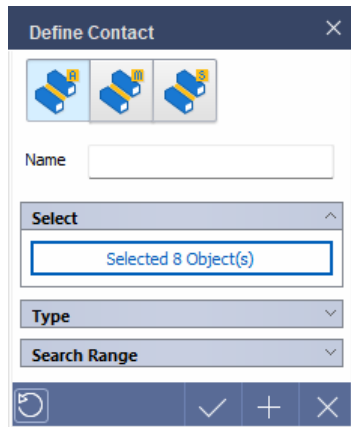 Define Contact
A M S
Name
Select
Selected 8 Object(s)
Type
Search Range